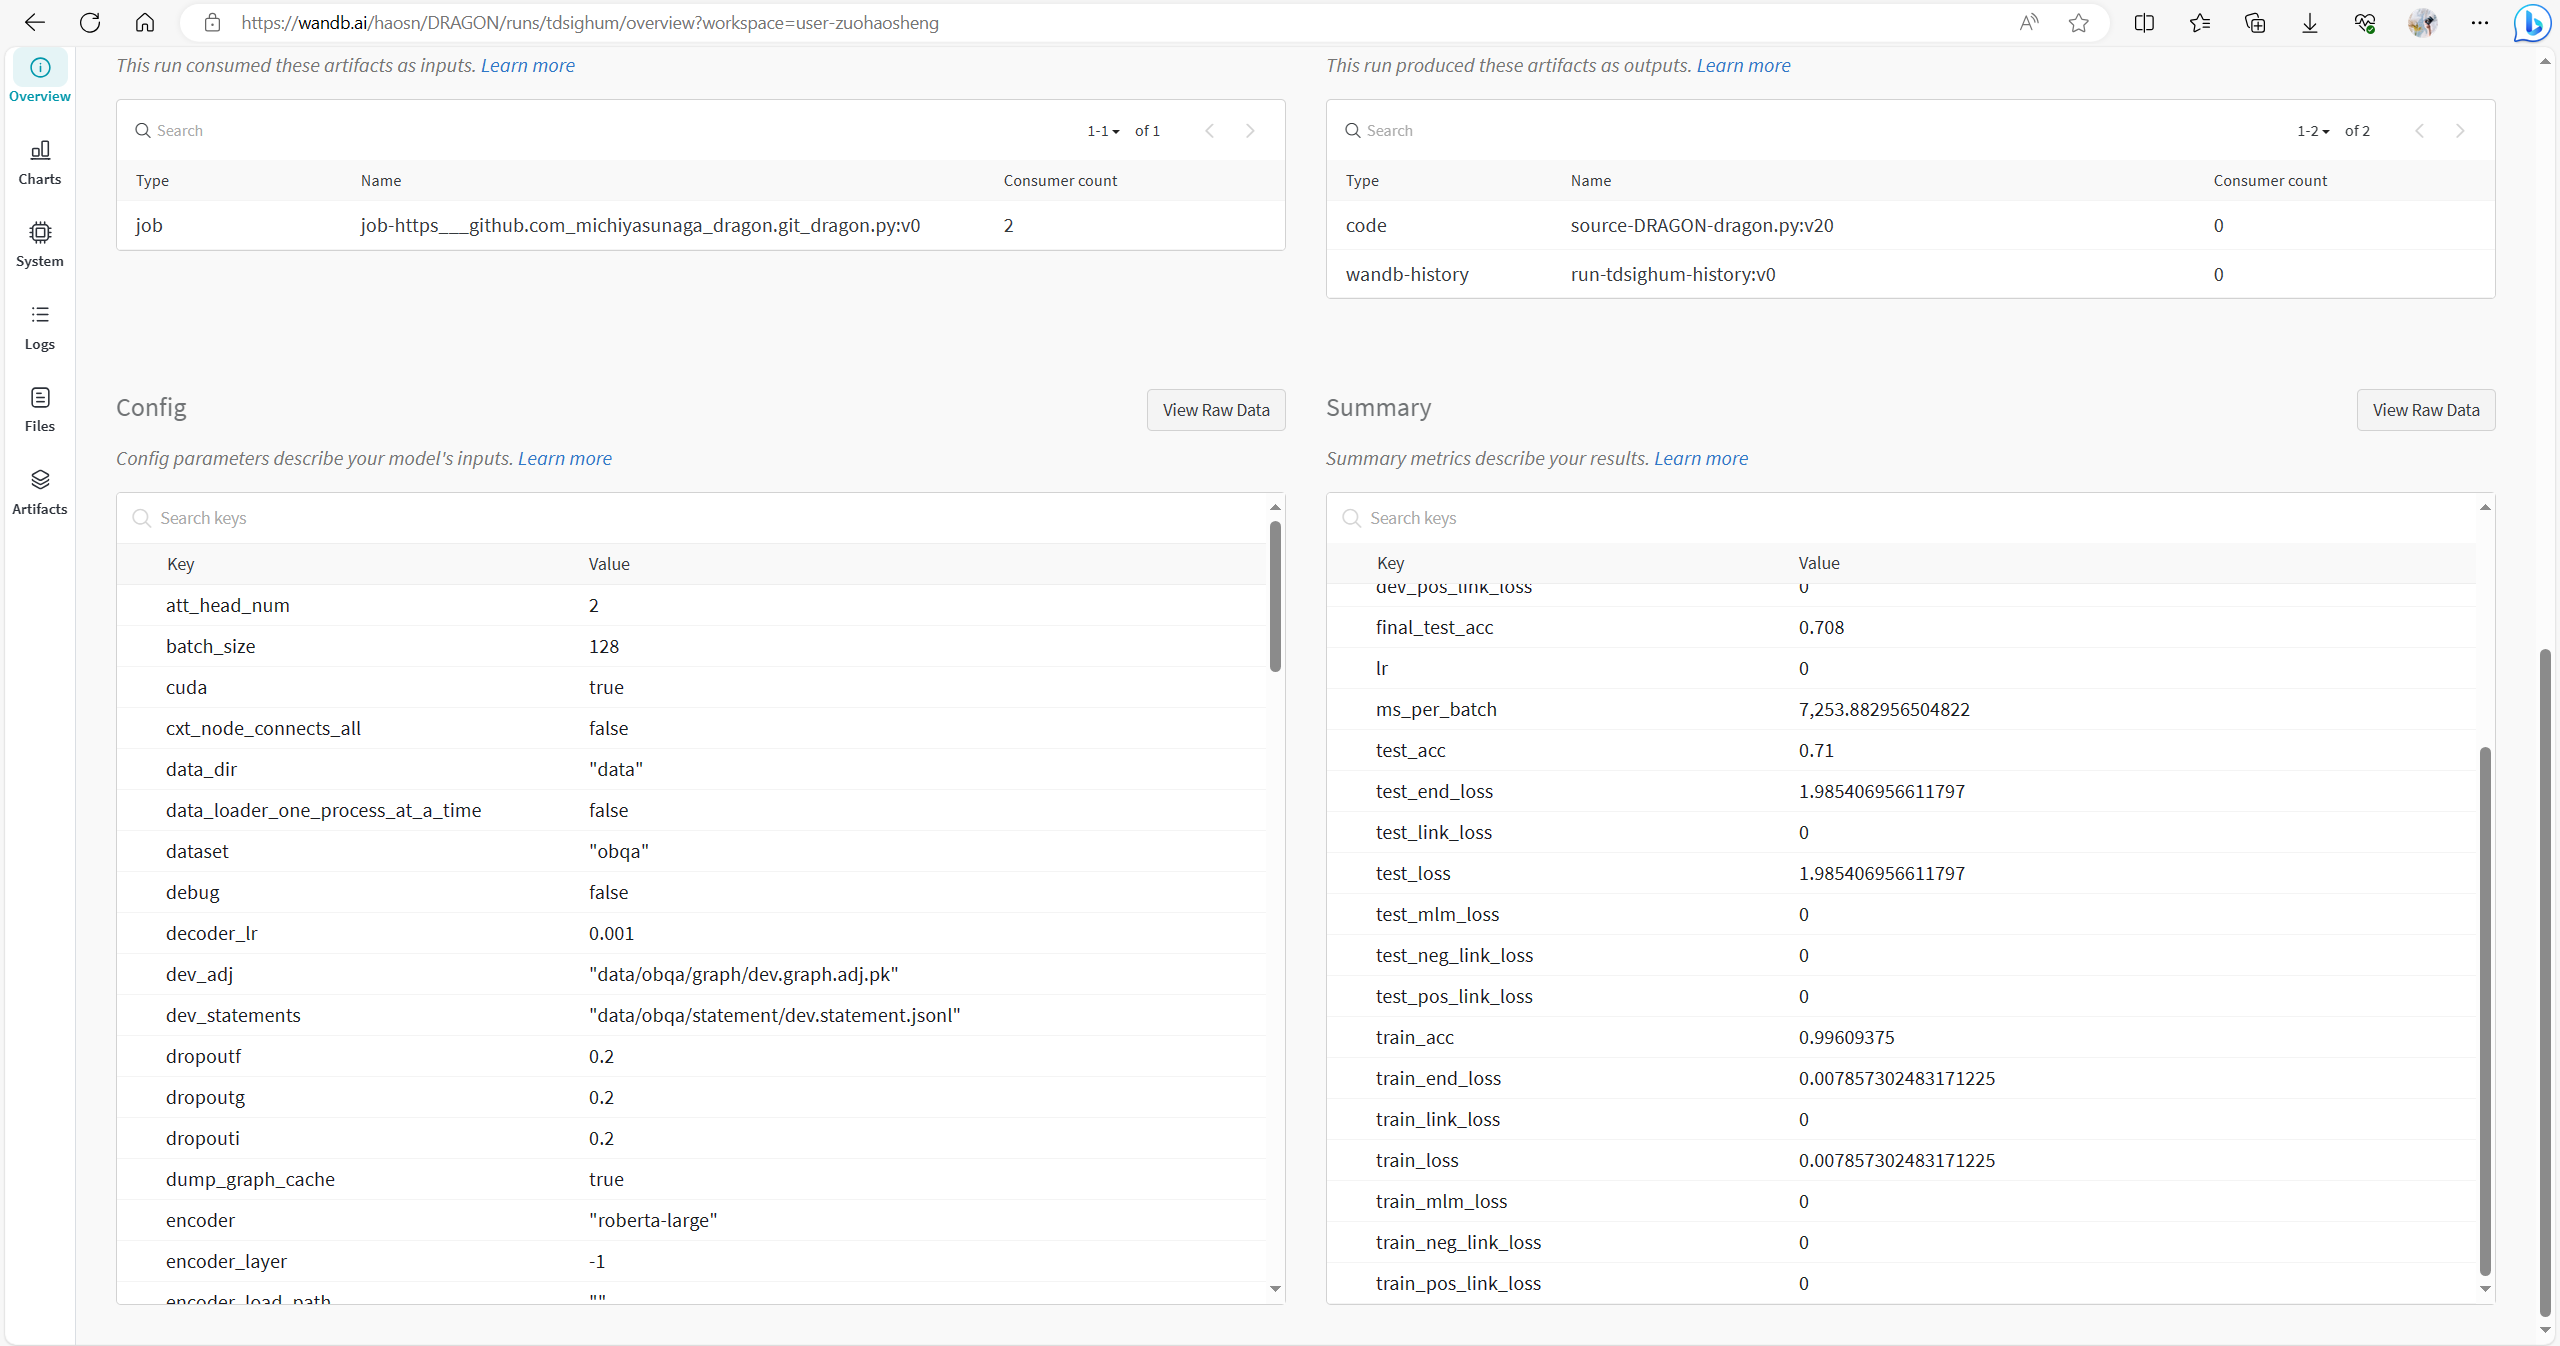 https://wandb.ai/haosn/DRAGON/runs/tdsighum/overview?workspace=user-zuohaosheng
Overview
Charts
System
Logs
Files
Artifacts
This run consumed these artifacts as inputs. Learn more
Search
1-1 of 1
Type Name Consumer count
job job-https___github.com_michiyasunaga_dragon.git_dragon.py:v0 2
This run produced these artifacts as outputs. Learn more
Search
1-2 of 2
Type Name Consumer count
code source-DRAGON-dragon.py:v20 0
wandb-history run-tdsighum-history:v0 0
Config
View Raw Data
Config parameters describe your model's inputs. Learn more
Search keys
Key Value
att_head_num 2
batch_size 128
cuda true
cxt_node_connects_all false
data_dir "data"
data_loader_one_process_at_a_time false
dataset "obqa"
debug false
decoder_lr 0.001
dev_adj "data/obqa/graph/dev.graph.adj.pk"
dev_statements "data/obqa/statement/dev.statement.jsonl"
dropoutf 0.2
dropoutg 0.2
dropouti 0.2
dump_graph_cache true
encoder "roberta-large"
encoder_layer -1
encoder_load_path ""
Summary
View Raw Data
Summary metrics describe your results. Learn more
Search keys
Key Value
dev_pos_link_loss 0
final_test_acc 0.708
lr 0
ms_per_batch 7,253.882956504822
test_acc 0.71
test_end_loss 1.985406956611797
test_link_loss 0
test_loss 1.985406956611797
test_mlm_loss 0
test_neg_link_loss 0
test_pos_link_loss 0
train_acc 0.99609375
train_end_loss 0.007857302483171225
train_link_loss 0
train_loss 0.007857302483171225
train_mlm_loss 0
train_neg_link_loss 0
train_pos_link_loss 0